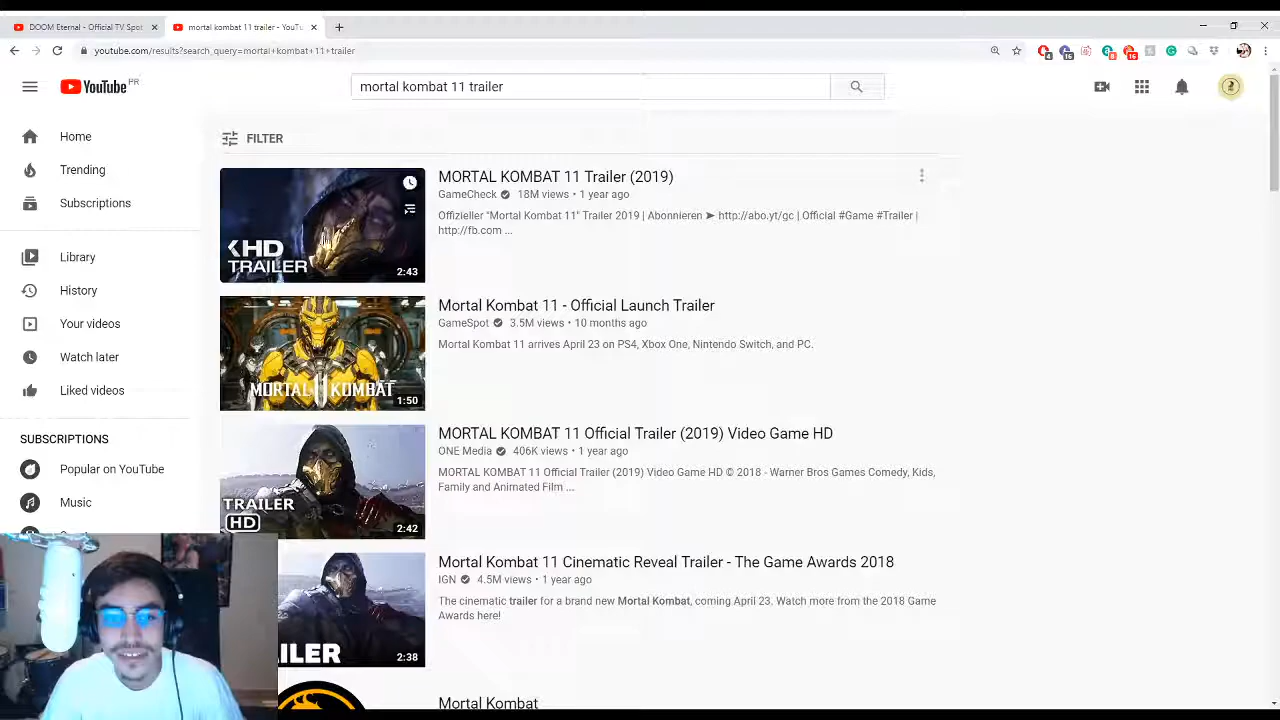 DOOM Eternal - Official TV Spot
mortal kombat 11 trailer - YouTu
youtube.com/results?search_query=mortal+kombat+11+trailer
4
16
8
16
YouTube PR
mortal kombat 11 trailer
Home
Trending
Subscriptions
Library
History
Your videos
Watch later
Liked videos
SUBSCRIPTIONS
Popular on YouTube
Music
FILTER
KHD
TRAILER
2:43
MORTAL KOMBAT 11 Trailer (2019)
GameCheck 18M views • 1 year ago
Offizieller "Mortal Kombat 11" Trailer 2019 | Abonnieren ➤ http://abo.yt/gc | Official #Game #Trailer |
http://fb.com ...
MORTAL KOMBAT
1:50
Mortal Kombat 11 - Official Launch Trailer
GameSpot 3.5M views • 10 months ago
Mortal Kombat 11 arrives April 23 on PS4, Xbox One, Nintendo Switch, and PC.
TRAILER
HD
2:42
MORTAL KOMBAT 11 Official Trailer (2019) Video Game HD
ONE Media 406K views • 1 year ago
MORTAL KOMBAT 11 Official Trailer (2019) Video Game HD © 2018 - Warner Bros Games Comedy, Kids,
Family and Animated Film ...
ILER
2:38
Mortal Kombat 11 Cinematic Reveal Trailer - The Game Awards 2018
IGN 4.5M views • 1 year ago
The cinematic trailer for a brand new Mortal Kombat, coming April 23. Watch more from the 2018 Game
Awards here!
Mortal Kombat